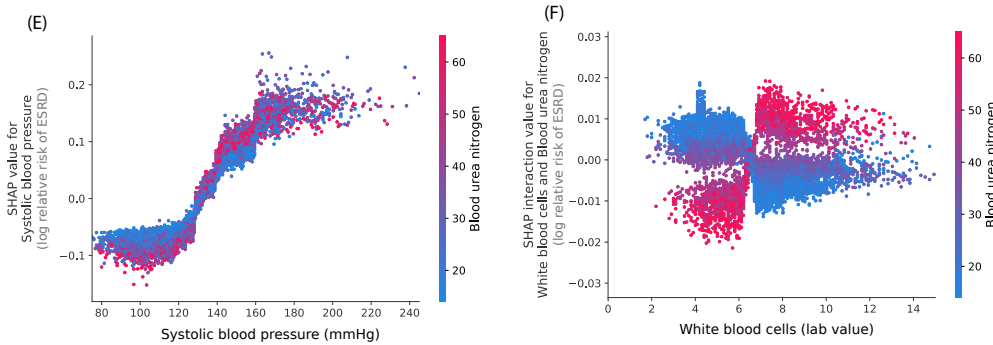 (E)
SHAP value for
Systolic blood pressure
(log relative risk of ESRD)
0.2
0.1
0.0
−0.1
80 100 120 140 160 180 200 220 240
Systolic blood pressure (mmHg)
60
50
40
30
20
Blood urea nitrogen
(F)
SHAP interaction value for
White blood cells and Blood urea nitrogen
(log relative risk of ESRD)
0.03
0.02
0.01
0.00
−0.01
−0.02
−0.03
0 2 4 6 8 10 12 14
White blood cells (lab value)
60
50
40
30
20
Blood urea nitrogen